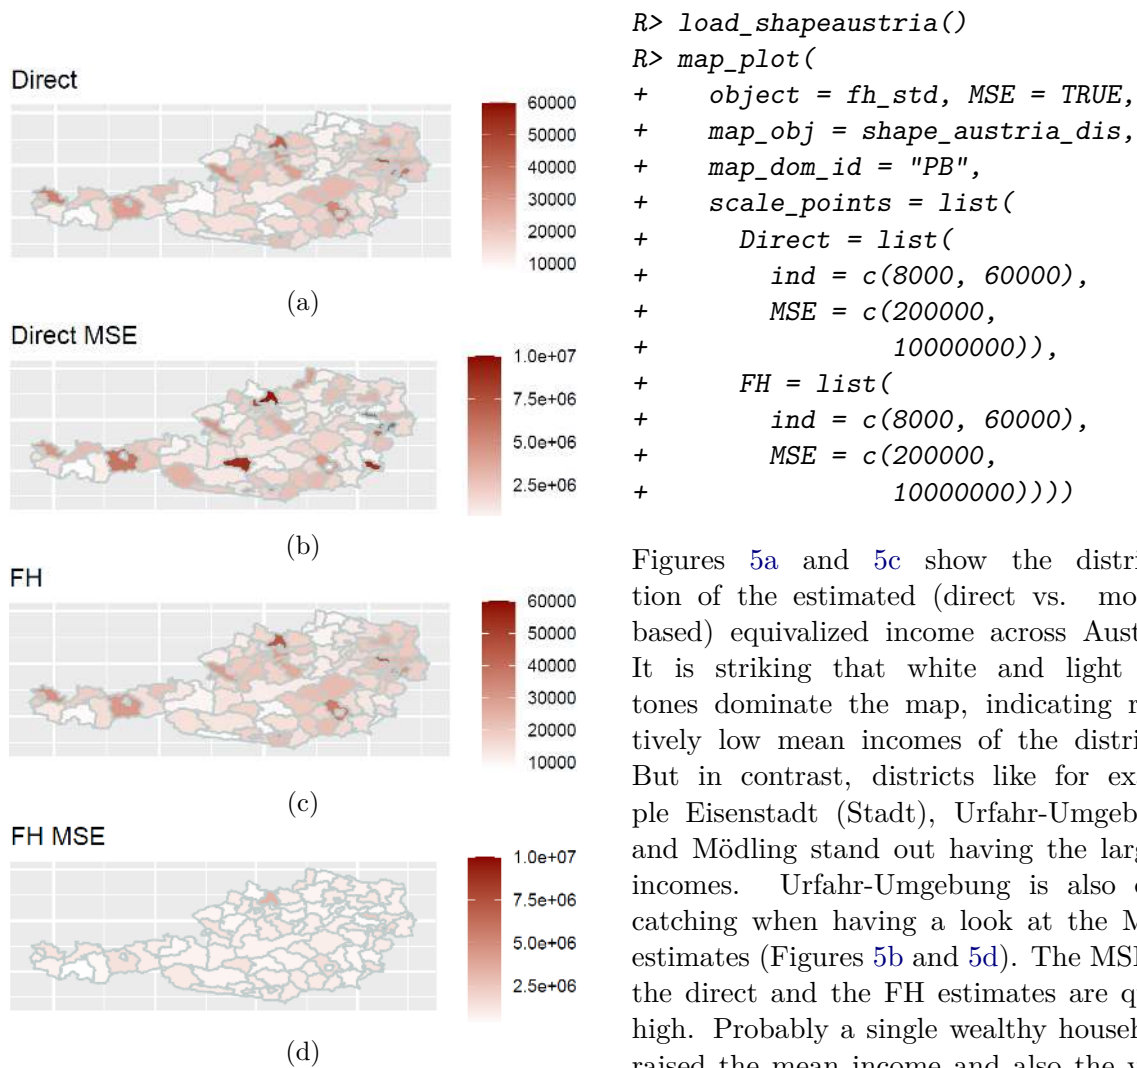 Direct
60000
50000
40000
30000
20000
10000
(a)
Direct MSE
1.0e+07
7.5e+06
5.0e+06
2.5e+06
(b)
FH
60000
50000
40000
30000
20000
10000
(c)
FH MSE
1.0e+07
7.5e+06
5.0e+06
2.5e+06
(d)
R> load_shapeaustria()
R> map_plot(
+ object = fh_std, MSE = TRUE,
+ map_obj = shape_austria_dis,
+ map_dom_id = "PB",
+ scale_points = list(
+ Direct = list(
+ ind = c(8000, 60000),
+ MSE = c(200000,
+ 10000000)),
+ FH = list(
+ ind = c(8000, 60000),
+ MSE = c(200000,
+ 10000000))))
Figures 5a and 5c show the distri
tion of the estimated (direct vs. mo
based) equivalized income across Aust
It is striking that white and light
tones dominate the map, indicating r
tively low mean incomes of the distri
But in contrast, districts like for exa
ple Eisenstadt (Stadt), Urfahr-Umgeb
and Mödling stand out having the larg
incomes. Urfahr-Umgebung is also
catching when having a look at the M
estimates (Figures 5b and 5d). The MSE
the direct and the FH estimates are q
high. Probably a single wealthy househ
raised the mean income and also the v